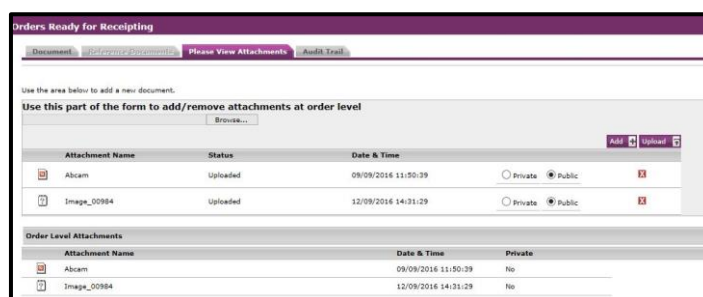 Orders Ready for Receipting
Document Reference Documents Please View Attachments Audit Trail
Use the area below to add a new document.
Use this part of the form to add/remove attachments at order level
Browse...
Add Upload
Attachment Name Status Date & Time
Abcam Uploaded 09/09/2016 11:50:39 Private Public
Image_00984 Uploaded 12/09/2016 14:31:29 Private Public
Order Level Attachments
Attachment Name Date & Time Private
Abcam 09/09/2016 11:50:39 No
Image_00984 12/09/2016 14:31:29 No